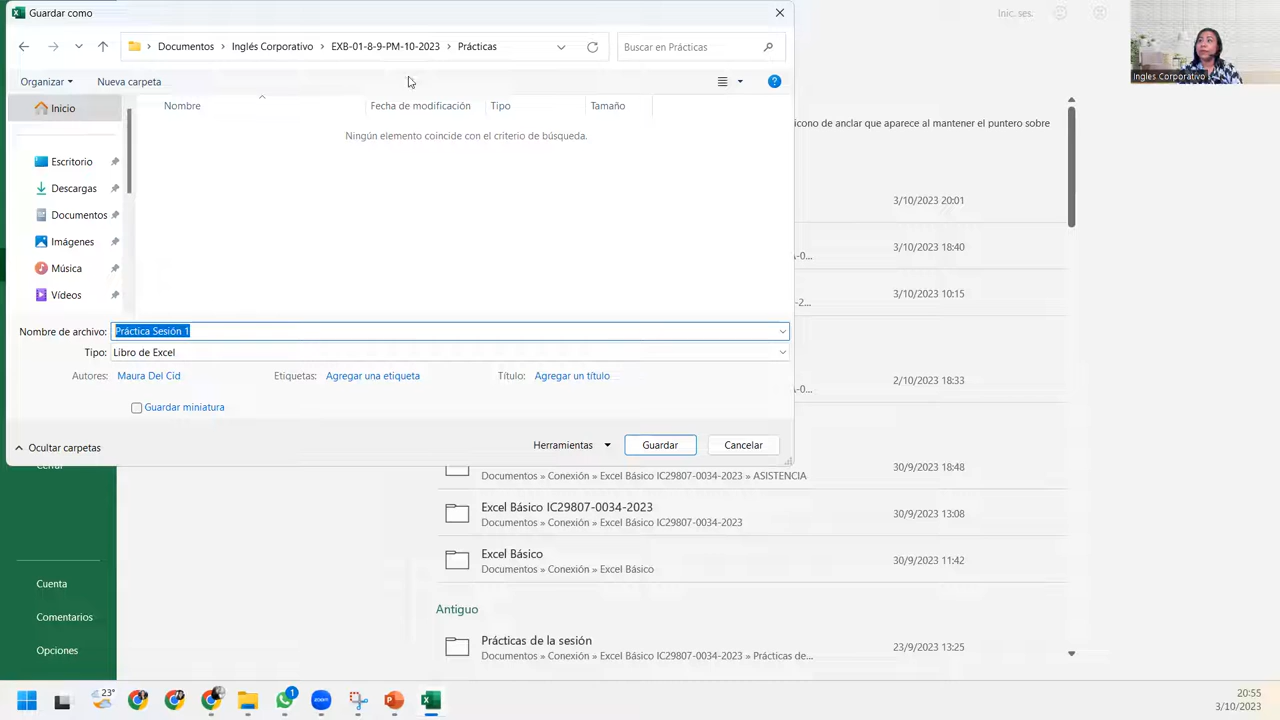 Guardar como
Inic. ses.
Documentos > Inglés Corporativo > EXB-01-8-9-PM-10-2023 > Prácticas
Buscar en Prácticas
Ingles Corporativo
Organizar
Nueva carpeta
Inicio
Nombre
Fecha de modificación
Tipo
Tamaño
Ningún elemento coincide con el criterio de búsqueda.
icono de anclar que aparece al mantener el puntero sobre
Escritorio
Descargas
Documentos
Imágenes
Música
Vídeos
3/10/2023 20:01
3/10/2023 18:40
3/10/2023 10:15
2/10/2023 18:33
Nombre de archivo: Práctica Sesión 1
Tipo: Libro de Excel
Autores: Maura Del Cid
Etiquetas: Agregar una etiqueta
Título: Agregar un título
Guardar miniatura
Ocultar carpetas
Herramientas
Guardar
Cancelar
Cerrar
Documentos » Conexión » Excel Básico IC29807-0034-2023 » ASISTENCIA
30/9/2023 18:48
Excel Básico IC29807-0034-2023
Documentos » Conexión » Excel Básico IC29807-0034-2023
30/9/2023 13:08
Excel Básico
Documentos » Conexión » Excel Básico
30/9/2023 11:42
Antiguo
Prácticas de la sesión
Documentos » Conexión » Excel Básico IC29807-0034-2023 » Prácticas de...
23/9/2023 13:25
Cuenta
Comentarios
Opciones
23°
1
zoom
20:55
3/10/2023